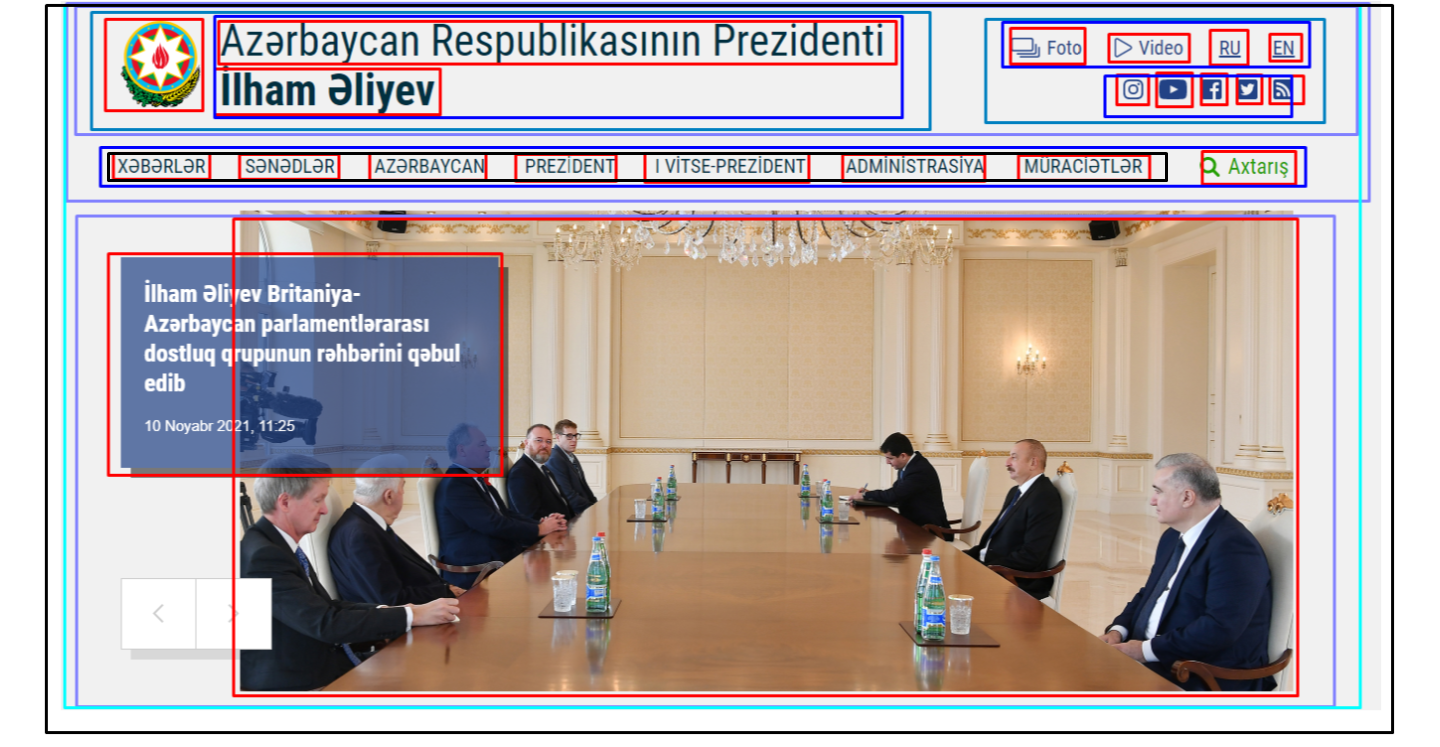 Azərbaycan Respublikasının Prezidenti
İlham Əliyev
Foto Video RU EN
XƏBƏRLƏR SƏNƏDLƏR AZƏRBAYCAN PREZİDENT I VİTSE-PREZİDENT ADMİNİSTRASİYA MÜRACİƏTLƏR Axtarış
İlham Əliyev Britaniya-
Azərbaycan parlamentlərarası
dostluq qrupunun rəhbərini qəbul
edib
10 Noyabr 2021, 11:25